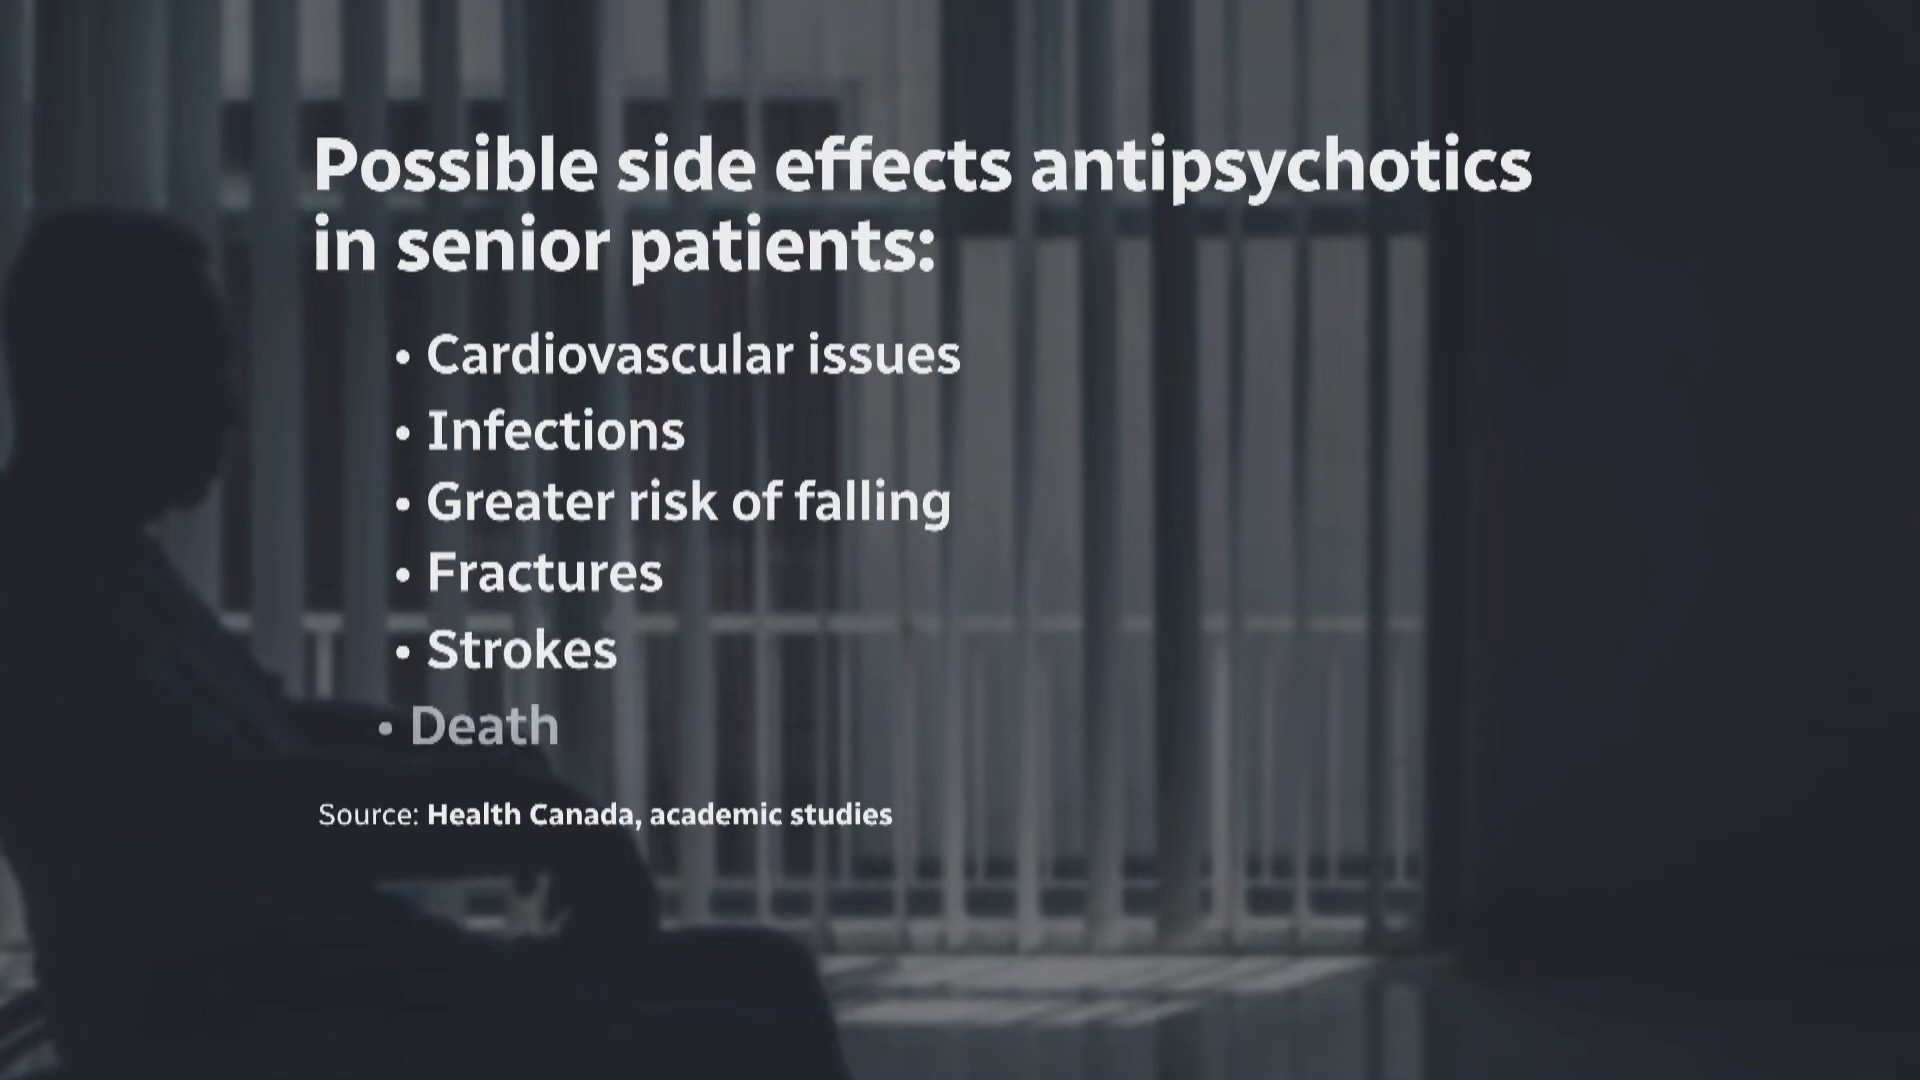 Possible side effects antipsychotics
in senior patients:
• Cardiovascular issues
• Infections
• Greater risk of falling
• Fractures
• Strokes
• Death
Source: Health Canada, academic studies